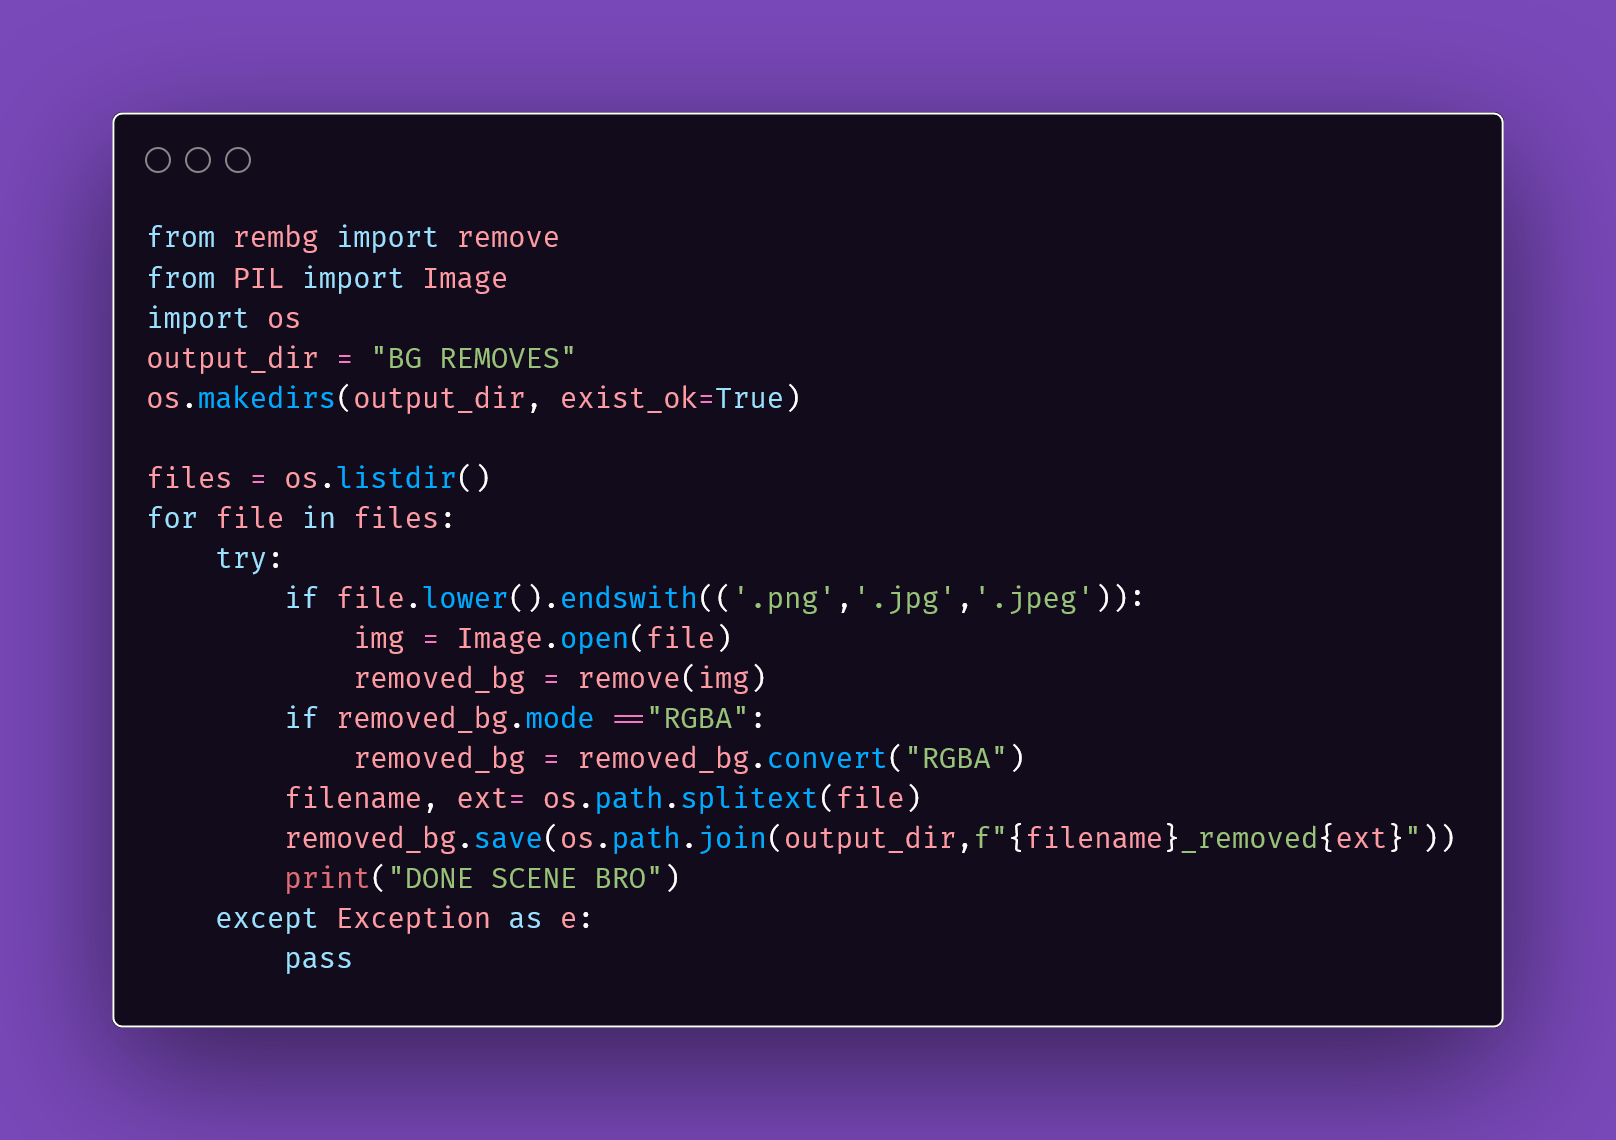 from rembg import remove
from PIL import Image
import os
output_dir = "BG REMOVES"
os.makedirs(output_dir, exist_ok=True)

files = os.listdir()
for file in files:
    try:
        if file.lower().endswith(('.png','.jpg','.jpeg')):
            img = Image.open(file)
            removed_bg = remove(img)
        if removed_bg.mode =="RGBA":
            removed_bg = removed_bg.convert("RGBA")
        filename, ext= os.path.splitext(file)
        removed_bg.save(os.path.join(output_dir,f"{filename}_removed{ext}"))
        print("DONE SCENE BRO")
    except Exception as e:
        pass